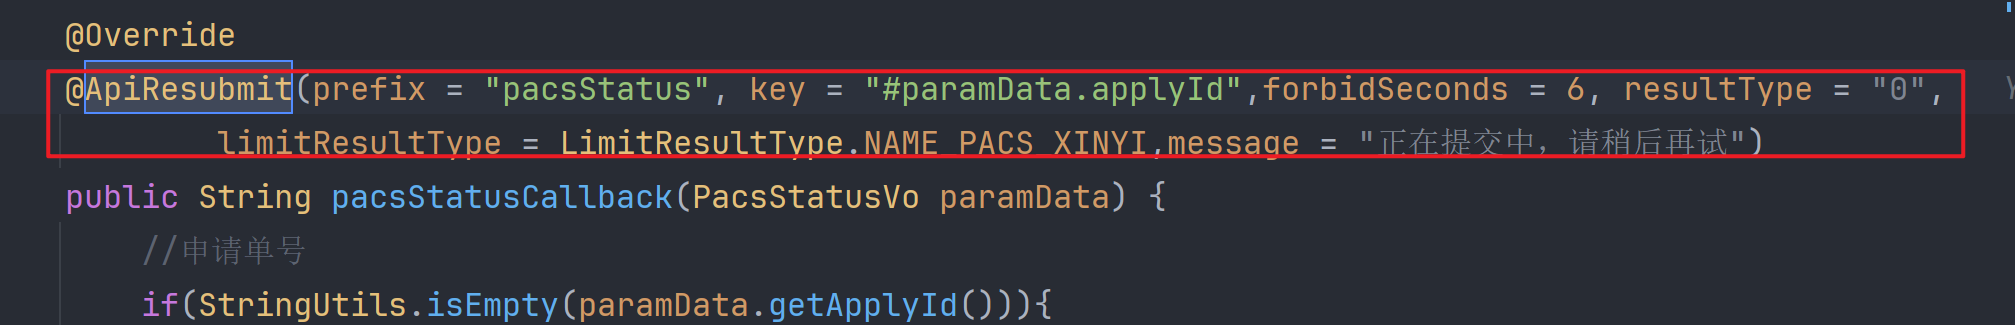 @Override
@ApiResubmit(prefix = "pacsStatus", key = "#paramData.applyId",forbidSeconds = 6, resultType = "0",
limitResultType = LimitResultType.NAME_PACS_XINYI,message = "正在提交中，请稍后再试")
public String pacsStatusCallback(PacsStatusVo paramData) {
//申请单号
if(StringUtils.isEmpty(paramData.getApplyId())){